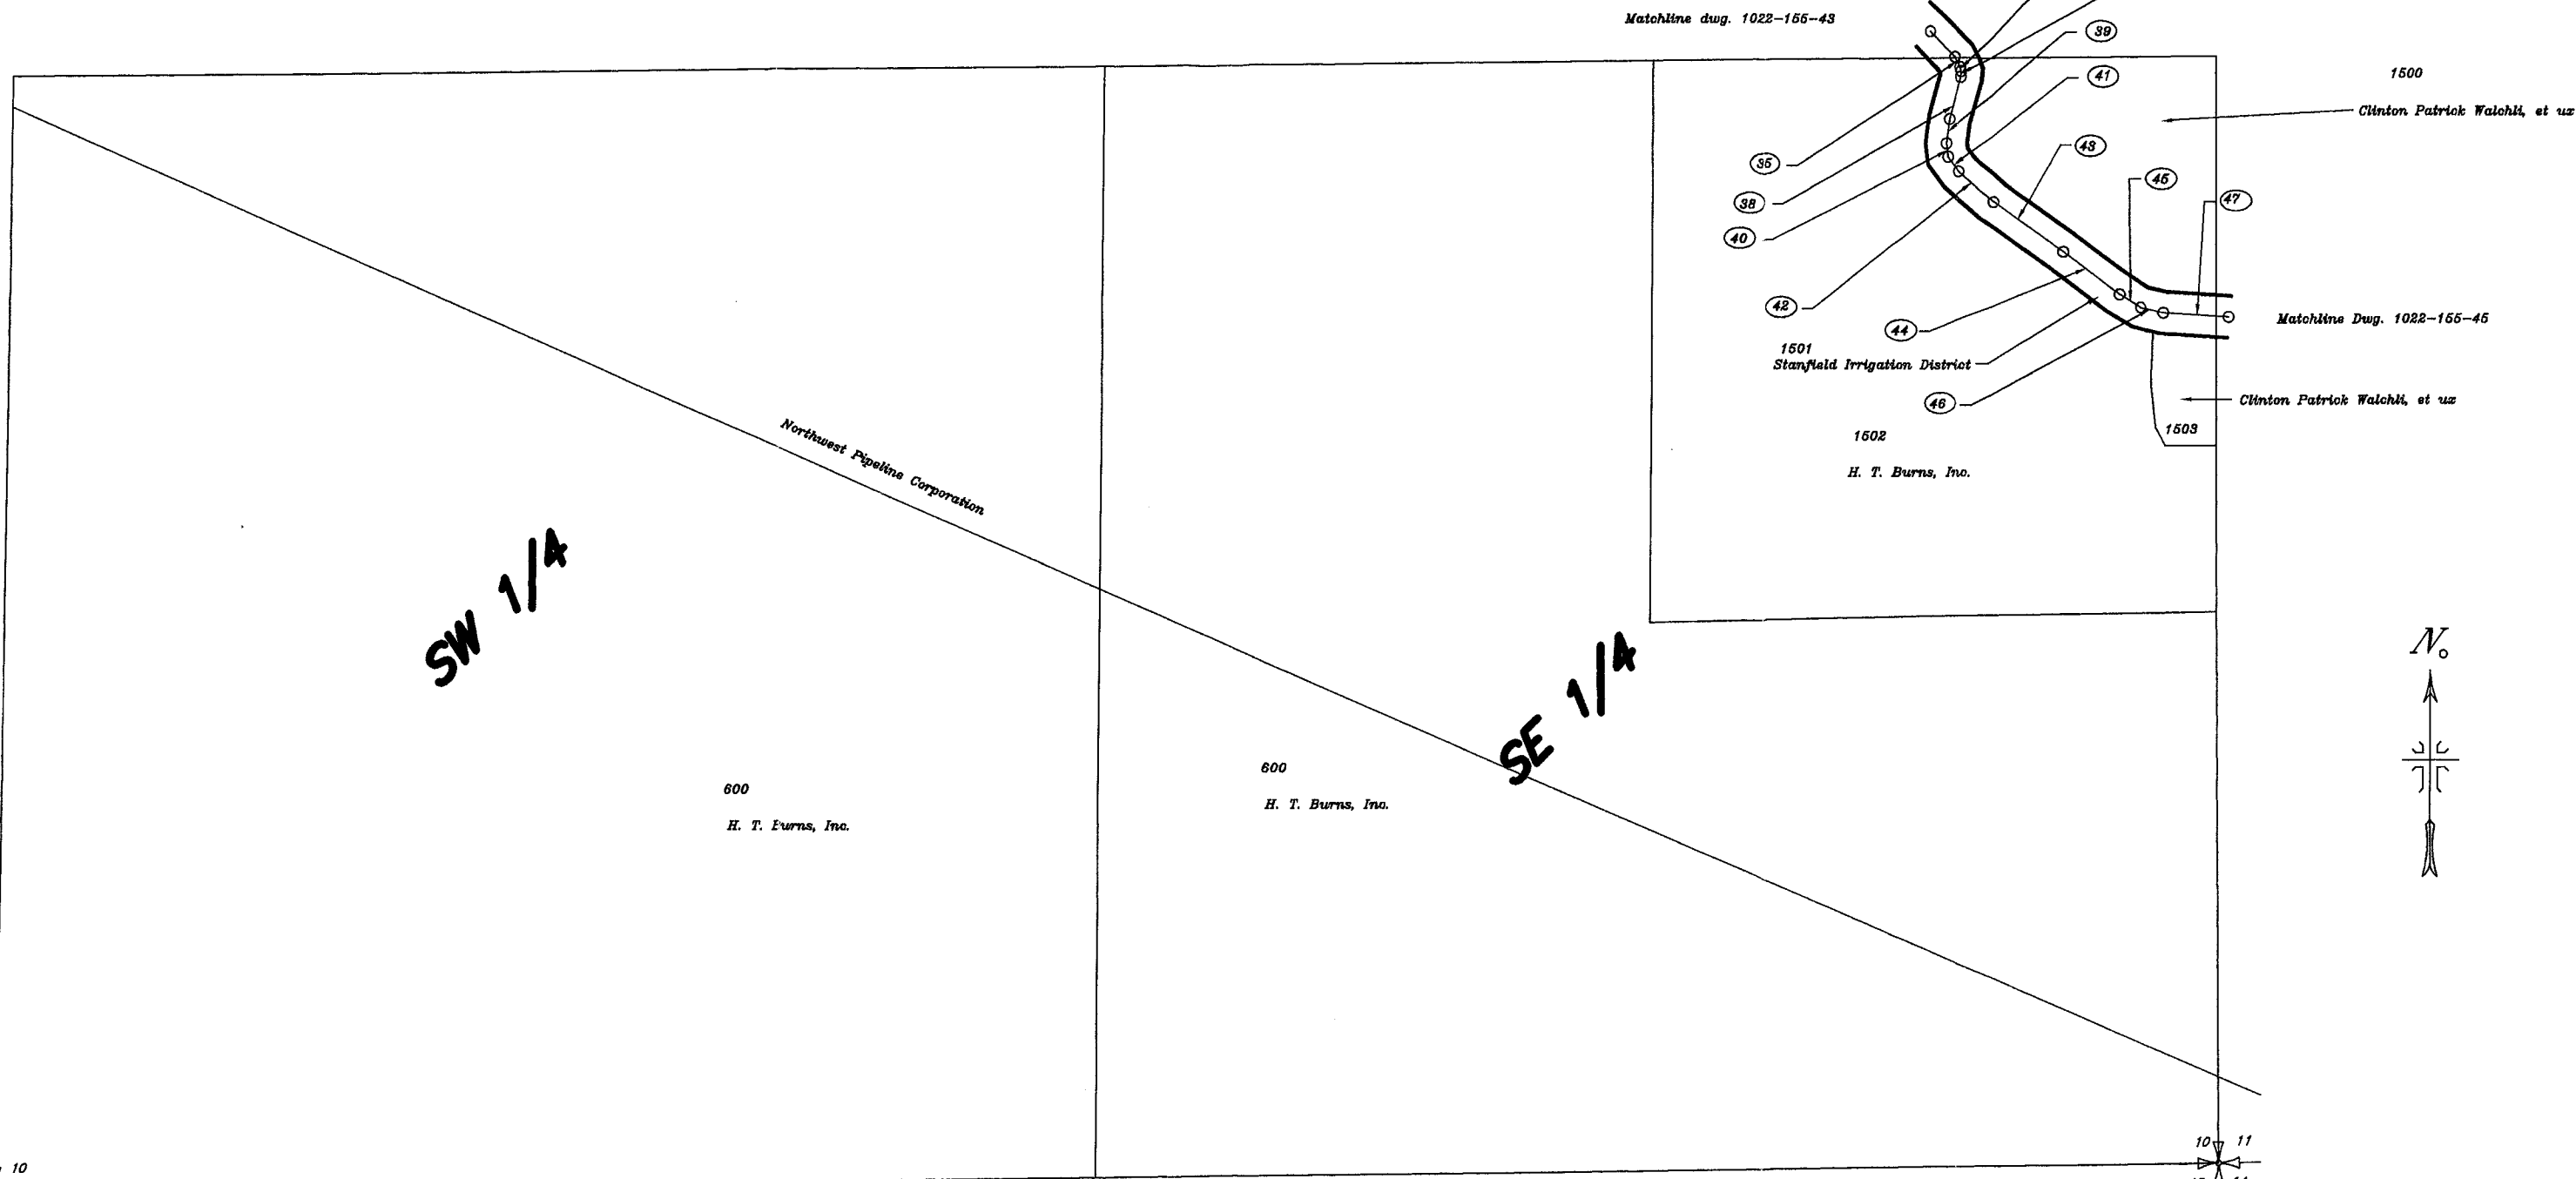 Matchline dwg. 1022-155-43
39
41
1500
Clinton Patrick Walchli, et ux
35
43
45
38
47
40
42
44
Matchline Dwg. 1022-155-45
1501
Stanfield Irrigation District
46
Clinton Patrick Walchli, et ux
1503
1502
H. T. Burns, Inc.
Northwest Pipeline Corporation
SW 1/4
SE 1/4
N.
600
H. T. Burns, Inc.
600
H. T. Burns, Inc.
10 11
10